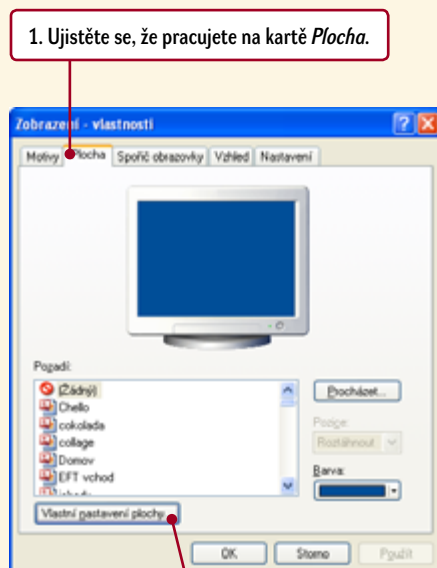 1. Ujistěte se, že pracujete na kartě Plocha.
Zobrazení - vlastnosti
Motivy Plocha Spořič obrazovky Vzhled Nastavení
Pozadí:
(Žádný)
Chello
cokolada
collage
Domov
EFT vchod
Procházet...
Pozice:
Roztáhnout
Barva:
Vlastní nastavení plochy...
OK Storno Použít